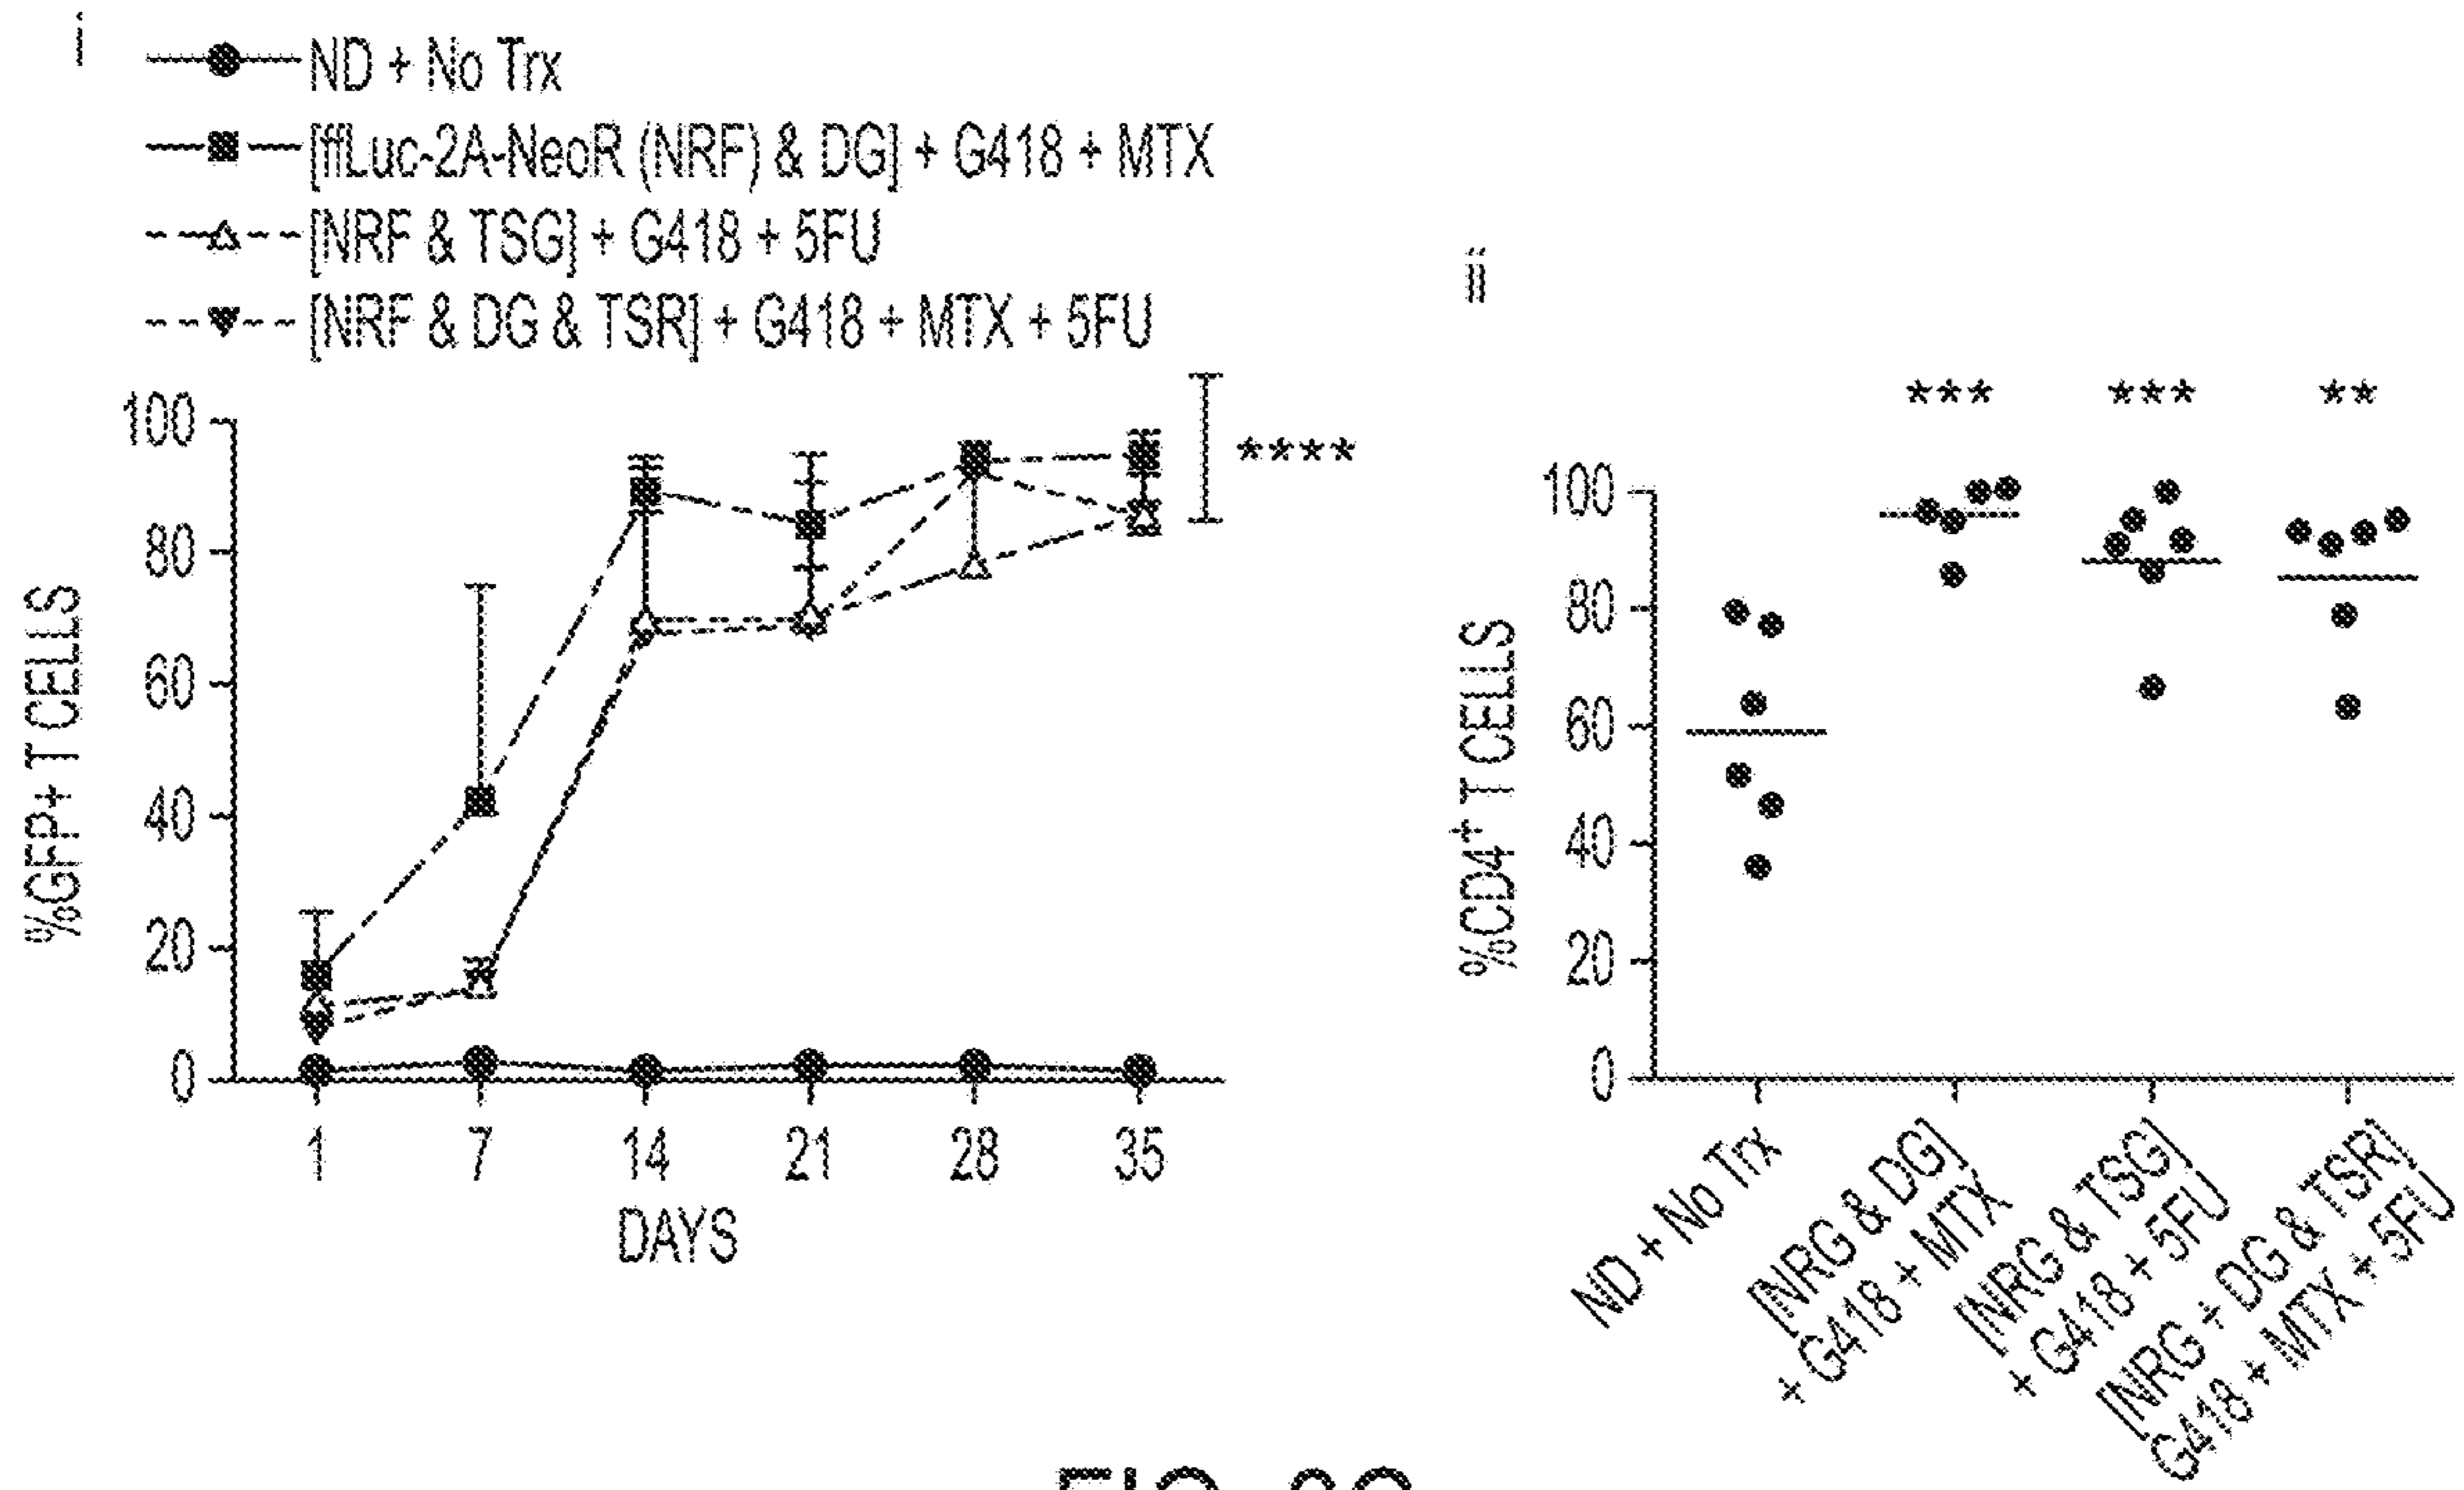 i
ND + No Trx
[ffLuc-2A-NeoR (NRF) & DG] + G418 + MTX
[NRF & TSG] + G418 + 5FU
[NRF & DG & TSR] + G418 + MTX + 5FU
100
80
60
40
20
0
%GFP+ T CELLS
****
1 7 14 21 28 35
DAYS
ii
*** *** **
100
80
60
40
20
0
%CD4+ T CELLS
ND + No Trx
[NRG & DG]
+ G418 + MTX
[NRG & TSG]
+ G418 + 5FU
[NRG + DG & TSR]
G418 + MTX + 5FU